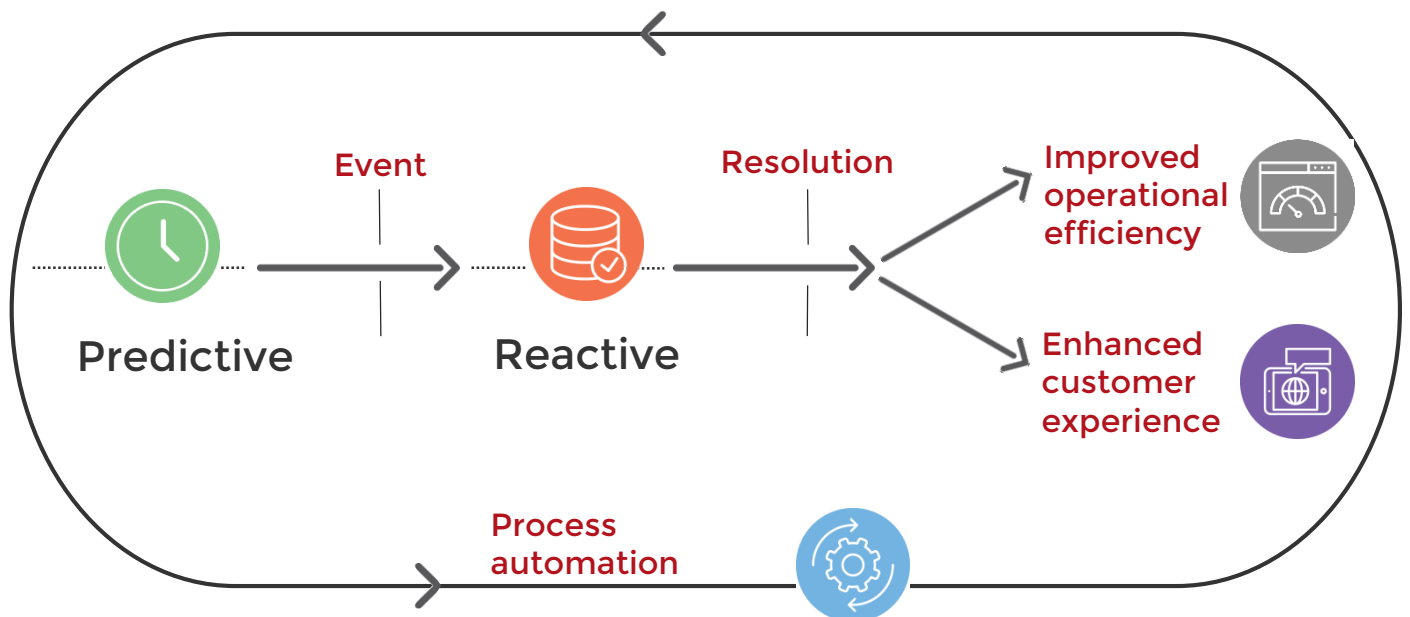 Event
Resolution
Improved
operational
efficiency
Predictive
Reactive
Enhanced
customer
experience
Process
automation